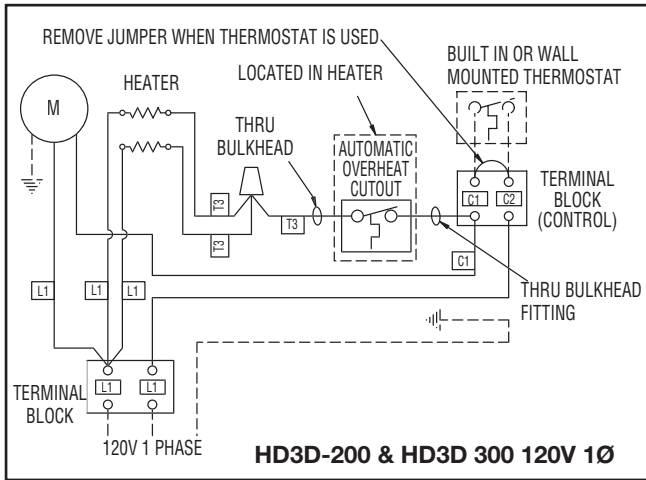 REMOVE JUMPER WHEN THERMOSTAT IS USED
BUILT IN OR WALL
MOUNTED THERMOSTAT
LOCATED IN HEATER
HEATER
M
THRU
BULKHEAD
AUTOMATIC
OVERHEAT
CUTOUT
TERMINAL
BLOCK
(CONTROL)
C1
C2
T3
T3
T3
C1
L1
L1
L1
THRU BULKHEAD
FITTING
TERMINAL
BLOCK
L1
L1
120V 1 PHASE
HD3D-200 & HD3D 300 120V 1Ø